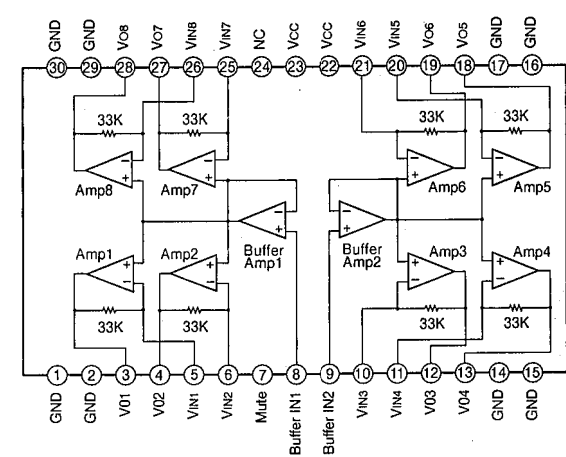 GND GND VO8 VO7 VIN8 VIN7 NC VCC VCC VIN6 VIN5 VO6 VO5 GND GND
30 29 28 27 26 25 24 23 22 21 20 19 18 17 16
33K 33K 33K 33K
Amp8 Amp7 Amp6 Amp5
− + − + − + − +
− + − +
Buffer Amp1
Buffer Amp2
Amp1 Amp2 Amp3 Amp4
+ − + − + − + −
33K 33K 33K 33K
1 2 3 4 5 6 7 8 9 10 11 12 13 14 15
GND GND V01 V02 VIN1 VIN2 Mute Buffer IN1 Buffer IN2 VIN3 VIN4 V03 V04 GND GND